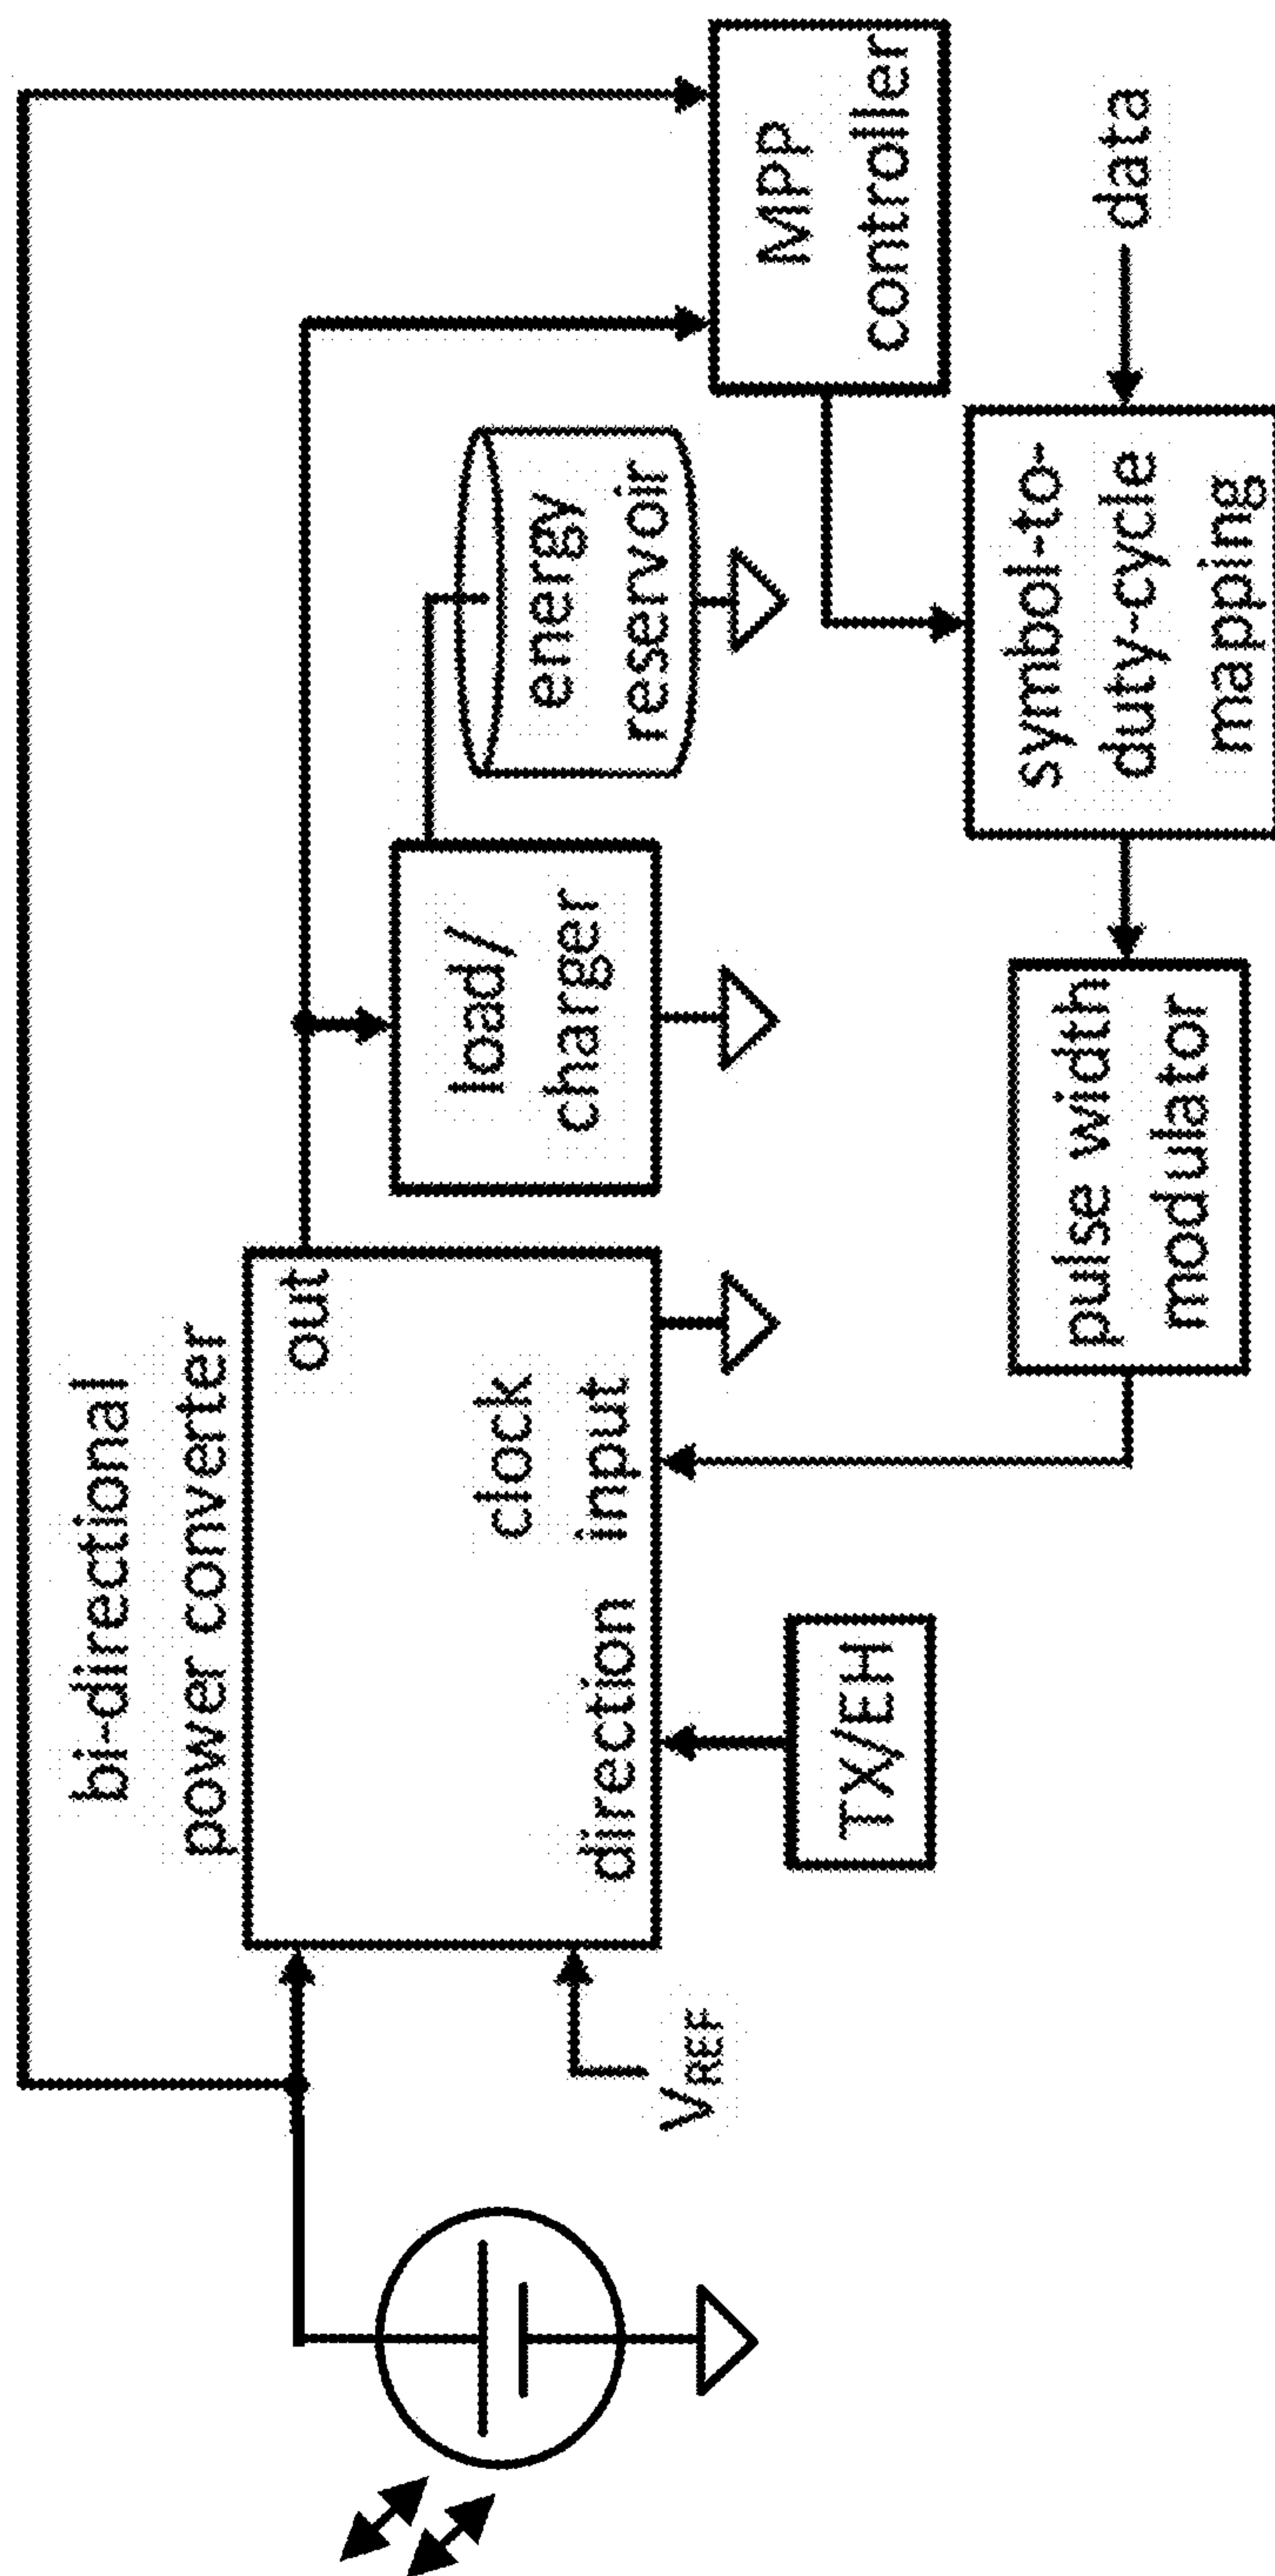 bi-directional
power converter
out
clock
input
direction
VREF
TX/EH
load/
charger
energy
reservoir
MPP
controller
pulse width
modulator
symbol-to-
duty-cycle
mapping
data